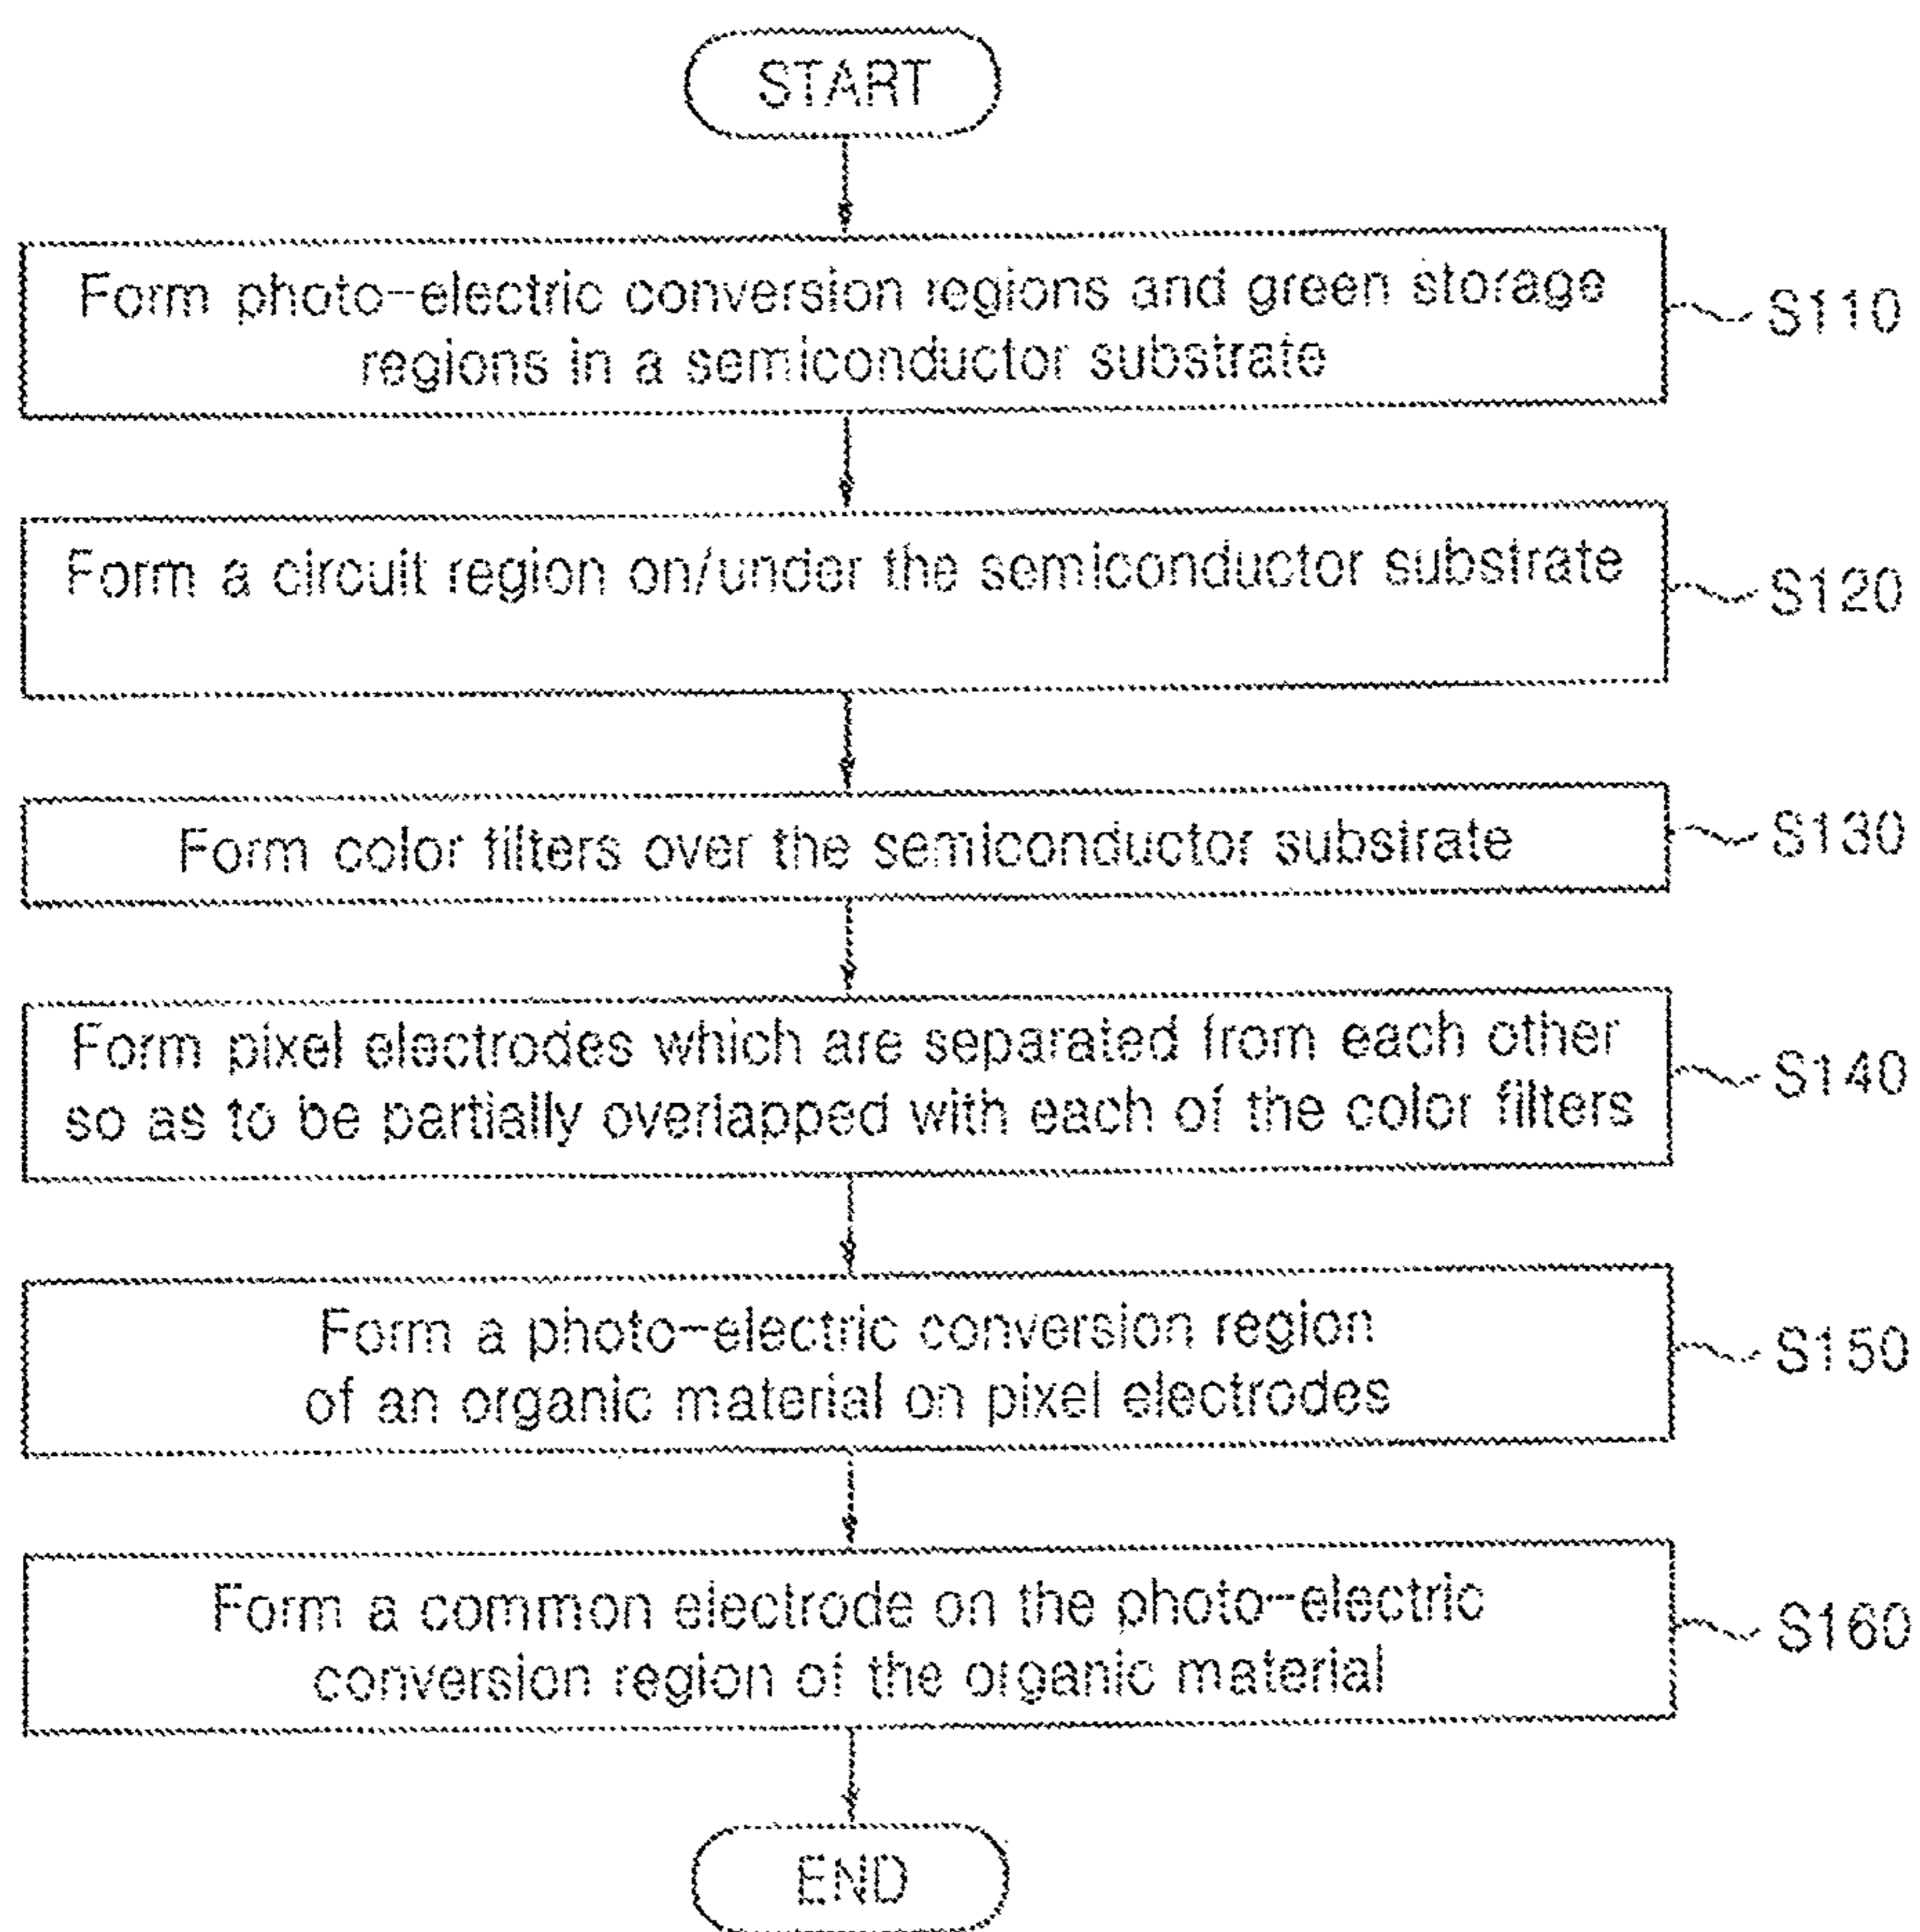 START
Form photo-electric conversion regions and green storage
regions in a semiconductor substrate
S110
Form a circuit region on/under the semiconductor substrate
S120
Form color filters over the semiconductor substrate
S130
Form pixel electrodes which are separated from each other
so as to be partially overlapped with each of the color filters
S140
Form a photo-electric conversion region
of an organic material on pixel electrodes
S150
Form a common electrode on the photo-electric
conversion region of the organic material
S160
END